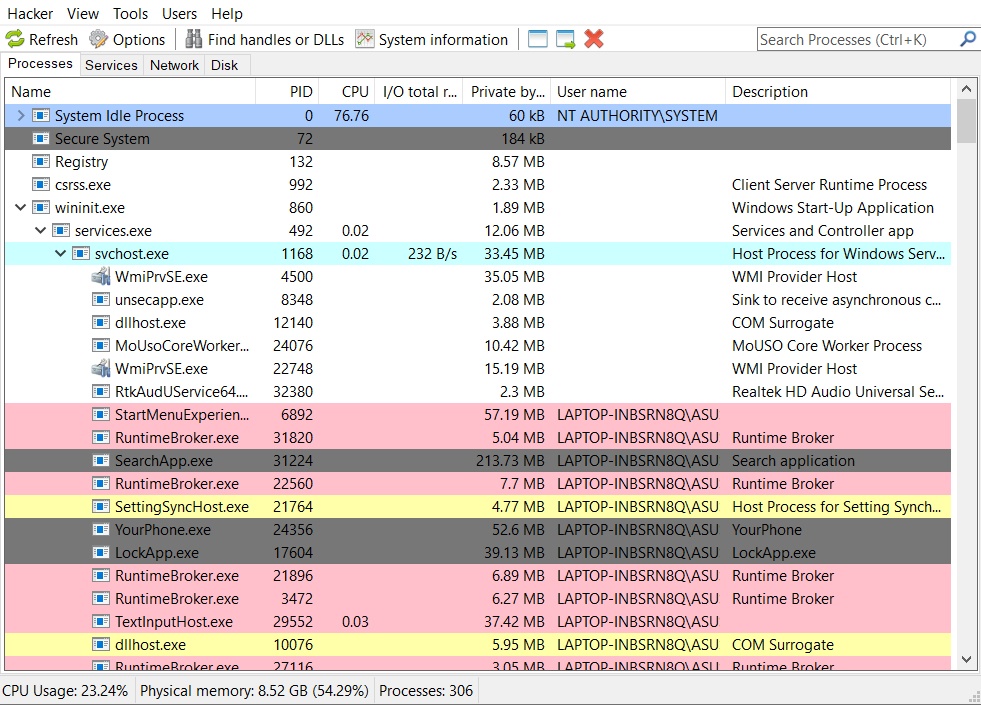 Hacker View Tools Users Help
Refresh Options Find handles or DLLs System information Search Processes (Ctrl+K)
Processes Services Network Disk
Name PID CPU I/O total r... Private by... User name Description
System Idle Process 0 76.76 60 kB NT AUTHORITY\SYSTEM
Secure System 72 184 kB
Registry 132 8.57 MB
csrss.exe 992 2.33 MB Client Server Runtime Process
wininit.exe 860 1.89 MB Windows Start-Up Application
services.exe 492 0.02 12.06 MB Services and Controller app
svchost.exe 1168 0.02 232 B/s 33.45 MB Host Process for Windows Serv...
WmiPrvSE.exe 4500 35.05 MB WMI Provider Host
unsecapp.exe 8348 2.08 MB Sink to receive asynchronous c...
dllhost.exe 12140 3.88 MB COM Surrogate
MoUSOCoreWorker... 24076 10.42 MB MoUSO Core Worker Process
WmiPrvSE.exe 22748 15.19 MB WMI Provider Host
RtkAudUService64.... 32380 2.3 MB Realtek HD Audio Universal Se...
StartMenuExperien... 6892 57.19 MB LAPTOP-INBSRN8Q\ASU
RuntimeBroker.exe 31820 5.04 MB LAPTOP-INBSRN8Q\ASU Runtime Broker
SearchApp.exe 31224 213.73 MB LAPTOP-INBSRN8Q\ASU Search application
RuntimeBroker.exe 22560 7.7 MB LAPTOP-INBSRN8Q\ASU Runtime Broker
SettingSyncHost.exe 21764 4.77 MB LAPTOP-INBSRN8Q\ASU Host Process for Setting Synch...
YourPhone.exe 24356 52.6 MB LAPTOP-INBSRN8Q\ASU YourPhone
LockApp.exe 17604 39.13 MB LAPTOP-INBSRN8Q\ASU LockApp.exe
RuntimeBroker.exe 21896 6.89 MB LAPTOP-INBSRN8Q\ASU Runtime Broker
RuntimeBroker.exe 3472 6.27 MB LAPTOP-INBSRN8Q\ASU Runtime Broker
TextInputHost.exe 29552 0.03 37.42 MB LAPTOP-INBSRN8Q\ASU
dllhost.exe 10076 5.95 MB LAPTOP-INBSRN8Q\ASU COM Surrogate
RuntimeBroker.exe 27116 3.05 MB LAPTOP-INBSRN8Q\ASU Runtime Broker
CPU Usage: 23.24% Physical memory: 8.52 GB (54.29%) Processes: 306